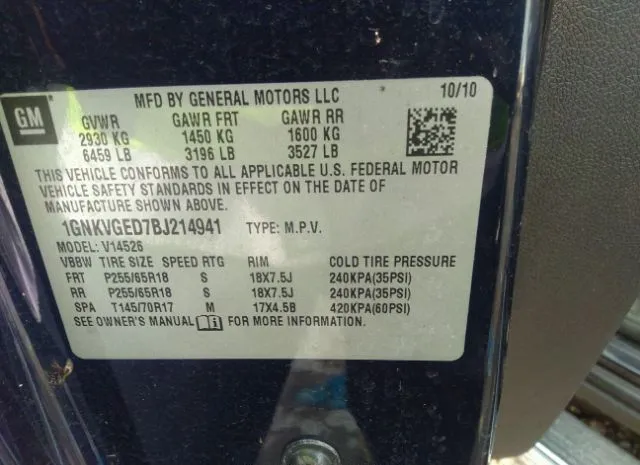 GM
MFD BY GENERAL MOTORS LLC 10/10
GVWR GAWR FRT GAWR RR
2930 KG 1450 KG 1600 KG
6459 LB 3196 LB 3527 LB
THIS VEHICLE CONFORMS TO ALL APPLICABLE U.S. FEDERAL MOTOR
VEHICLE SAFETY STANDARDS IN EFFECT ON THE DATE OF
MANUFACTURE SHOWN ABOVE.
1GNKVGED7BJ214941 TYPE: M.P.V.
MODEL: V14526
VBBW TIRE SIZE SPEED RTG RIM COLD TIRE PRESSURE
FRT P255/65R18 S 18X7.5J 240KPA(35PSI)
RR P255/65R18 S 18X7.5J 240KPA(35PSI)
SPA T145/70R17 M 17X4.5B 420KPA(60PSI)
SEE OWNER'S MANUAL FOR MORE INFORMATION.